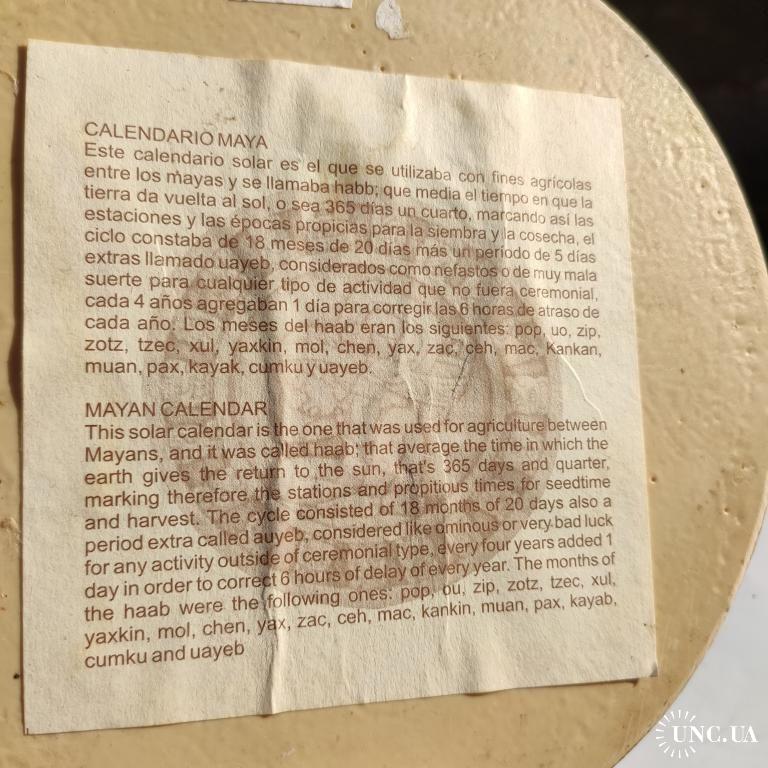 CALENDARIO MAYA
Este calendario solar es el que se utilizaba con fines agrícolas
entre los mayas y se llamaba habb; que media el tiempo en que la
tierra da vuelta al sol, o sea 365 días un cuarto, marcando así las
estaciones y las épocas propicias para la siembra y la cosecha, el
ciclo constaba de 18 meses de 20 días más un período de 5 días
extras llamado uayeb, considerados como nefastos o de muy mala
suerte para cualquier tipo de actividad que no fuera ceremonial,
cada 4 años agregaban 1 día para corregir las 6 horas de atraso de
cada año. Los meses del haab eran los siguientes: pop, uo, zip,
zotz, tzec, xul, yaxkin, mol, chen, yax, zac, ceh, mac, Kankan,
muan, pax, kayak, cumku y uayeb.
MAYAN CALENDAR
This solar calendar is the one that was used for agriculture between
Mayans, and it was called haab; that average the time in which the
earth gives the return to the sun, that's 365 days and quarter,
marking therefore the stations and propitious times for seedtime
and harvest. The cycle consisted of 18 months of 20 days also a
period extra called auyeb, considered like ominous or very bad luck
for any activity outside of ceremonial type, every four years added 1
day in order to correct 6 hours of delay of every year. The months of
the haab were the following ones: pop, ou, zip, zotz, tzec, xul,
yaxkin, mol, chen, yax, zac, ceh, mac, kankin, muan, pax, kayab,
cumku and uayeb
UNC.UA